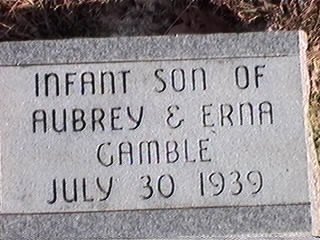 INFANT SON OF
AUBREY & ERNA
GAMBLE
JULY 30 1939